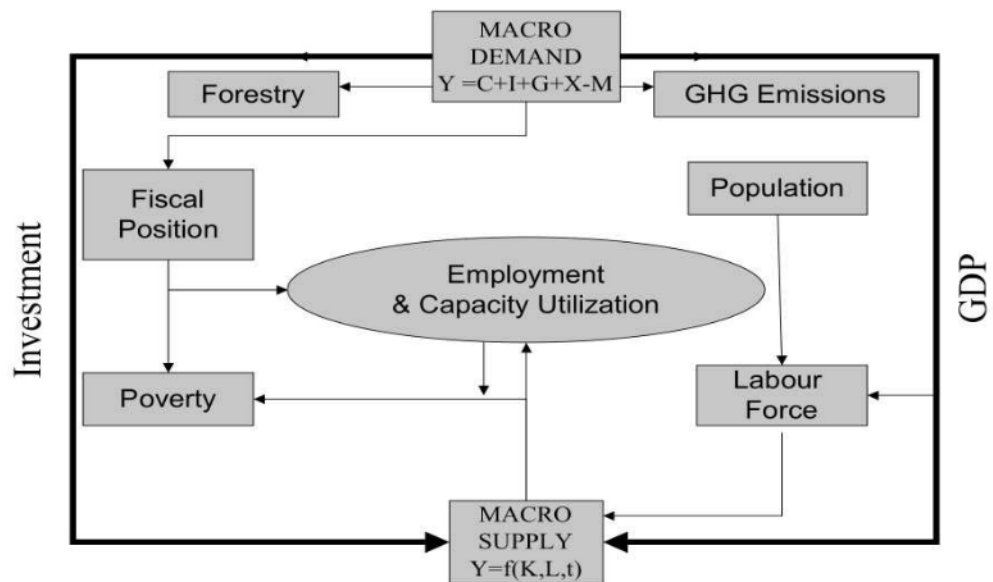 MACRO
DEMAND
Y =C+I+G+X-M
Forestry
GHG Emissions
Fiscal
Position
Population
Investment
Employment
& Capacity Utilization
GDP
Poverty
Labour
Force
MACRO
SUPPLY
Y=f(K,L,t)